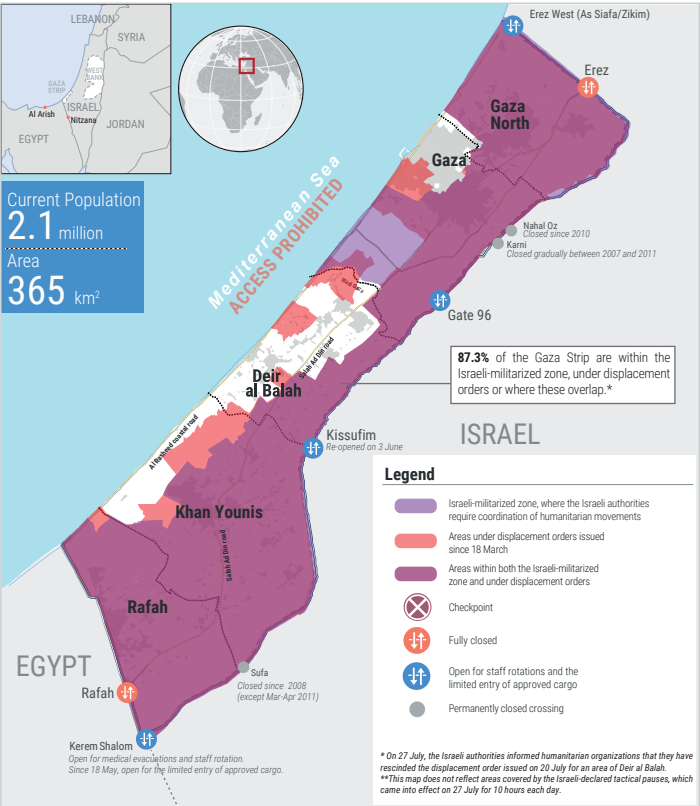 LEBANON
SYRIA
WEST
BANK
GAZA
STRIP
ISRAEL
Al Arish
Nitzana
JORDAN
EGYPT
Current Population
2.1 million
Area
365 km²
Mediterranean Sea
ACCESS PROHIBITED
Erez West (As Siafa/Zikim)
Erez
Gaza
North
Gaza
Nahal Oz
Closed since 2010
Karni
Closed gradually between 2007 and 2011
Gate 96
Wadi Gaza
Salah Ad Din road
Deir
al Balah
87.3% of the Gaza Strip are within the
Israeli-militarized zone, under displacement
orders or where these overlap.*
Al Rasheed coastal road
Kissufim
Re-opened on 3 June
ISRAEL
Khan Younis
Salah Ad Din road
Rafah
EGYPT
Rafah
Sufa
Closed since 2008
(except Mar-Apr 2011)
Kerem Shalom
Open for medical evacuations and staff rotation.
Since 18 May, open for the limited entry of approved cargo.
Legend
Israeli-militarized zone, where the Israeli authorities
require coordination of humanitarian movements
Areas under displacement orders issued
since 18 March
Areas within both the Israeli-militarized
zone and under displacement orders
Checkpoint
Fully closed
Open for staff rotations and the
limited entry of approved cargo
Permanently closed crossing
* On 27 July, the Israeli authorities informed humanitarian organizations that they have
rescinded the displacement order issued on 20 July for an area of Deir al Balah.
**This map does not reflect areas covered by the Israeli-declared tactical pauses, which
came into effect on 27 July for 10 hours each day.